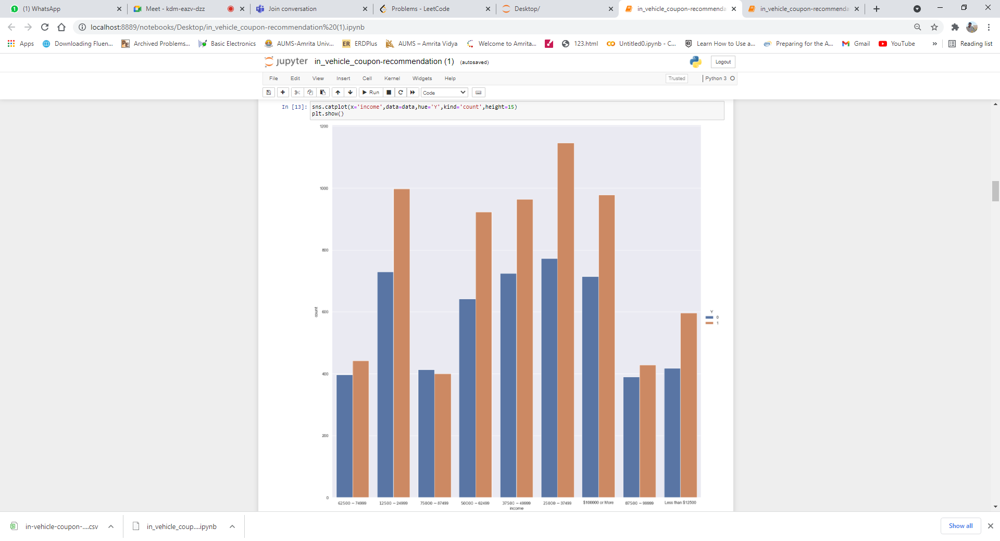 (1) WhatsApp
Meet - kdm-eazv-dzz
Join conversation
Problems - LeetCode
Desktop/
in_vehicle_coupon-recommenda
in_vehicle_coupon-recommenda
localhost:8889/notebooks/Desktop/in_vehicle_coupon-recommendation%20(1).ipynb
Apps
Downloading Fluen...
Archived Problems...
Basic Electronics
AUMS-Amrita Univ...
ERDPlus
AUMS – Amrita Vidya
Welcome to Amrita...
123.html
Untitled0.ipynb - C...
Learn How to Use a...
Preparing for the A...
Gmail
YouTube
»
Reading list
jupyter in_vehicle_coupon-recommendation (1) (autosaved)
Logout
File Edit View Insert Cell Kernel Widgets Help
Trusted
Python 3
Run
Code
In [13]: sns.catplot(x='income',data=data,hue='Y',kind='count',height=15)
plt.show()
1200
1000
800
600
400
200
0
count
Y
0
1
62500 – 74999
12500 – 24999
75000 – 87499
50000 – 62499
37500 – 49999
25000 – 37499
$100000 or More
87500 – 99999
Less than $12500
income
in-vehicle-coupon-....csv
in_vehicle_coup....ipynb
Show all